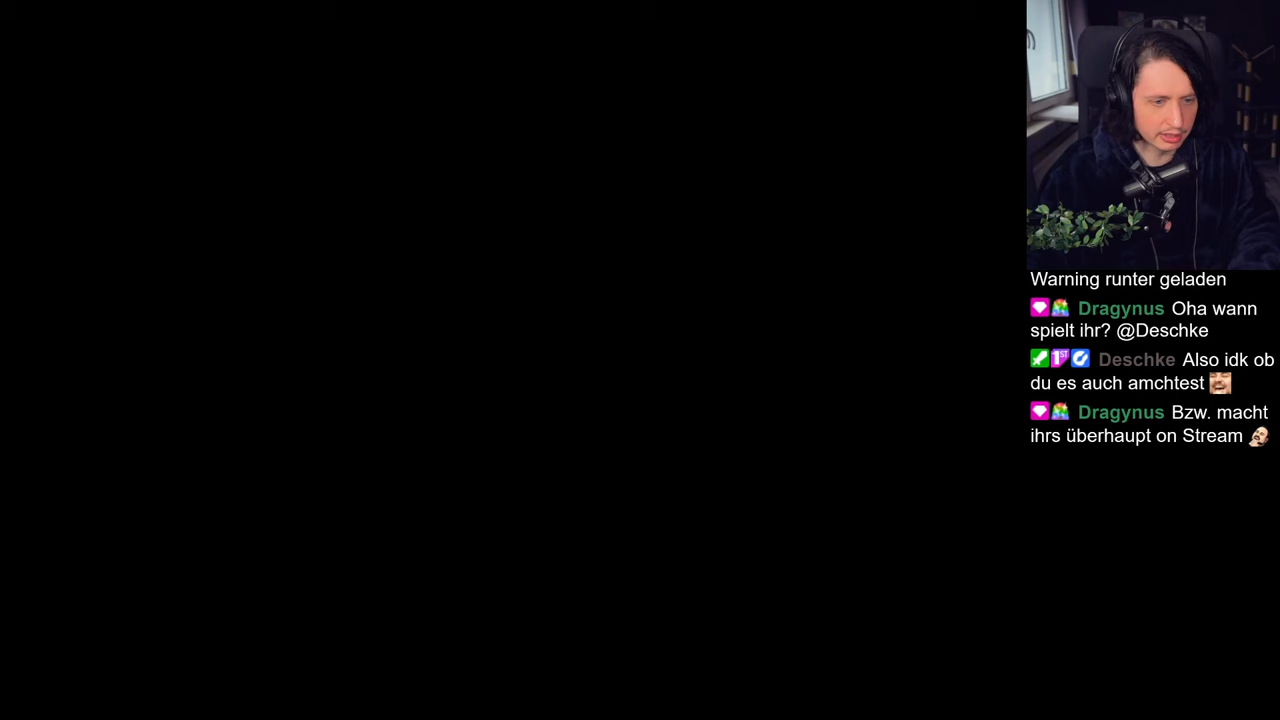 Warning runter geladen
Dragynus Oha wann
spielt ihr? @Deschke
1ST Deschke Also idk ob
du es auch amchtest
Dragynus Bzw. macht
ihrs überhaupt on Stream